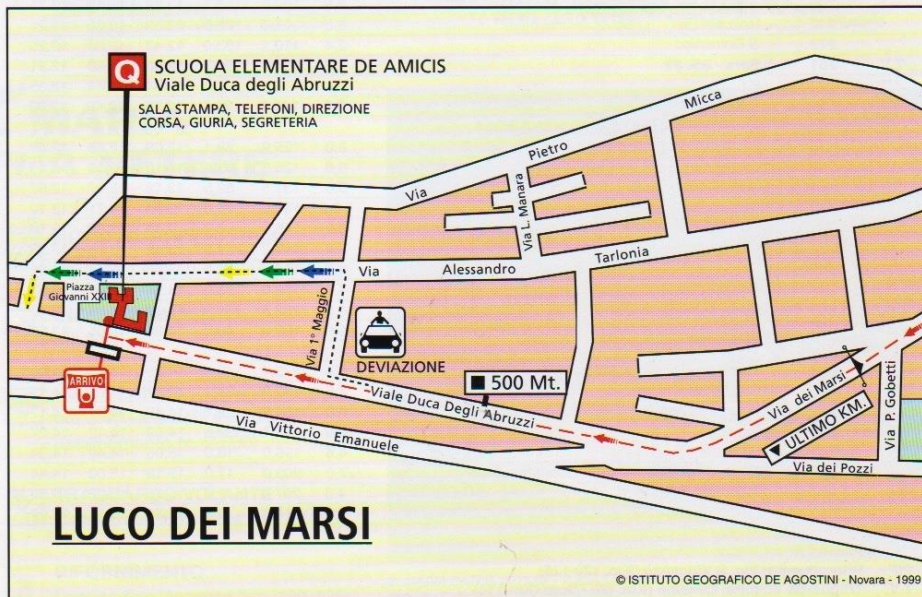 Q
SCUOLA ELEMENTARE DE AMICIS
Viale Duca degli Abruzzi
SALA STAMPA, TELEFONI, DIREZIONE
CORSA, GIURIA, SEGRETERIA
Via Pietro Micca
Via L. Manara
Via Alessandro Tarlonia
Piazza
Giovanni XXIII
Via 1° Maggio
DEVIAZIONE
500 Mt.
Viale Duca Degli Abruzzi
Via dei Marsi
ULTIMO KM.
Via P. Gobetti
Via dei Pozzi
ARRIVO
Via Vittorio Emanuele
LUCO DEI MARSI
© ISTITUTO GEOGRAFICO DE AGOSTINI - Novara - 1999